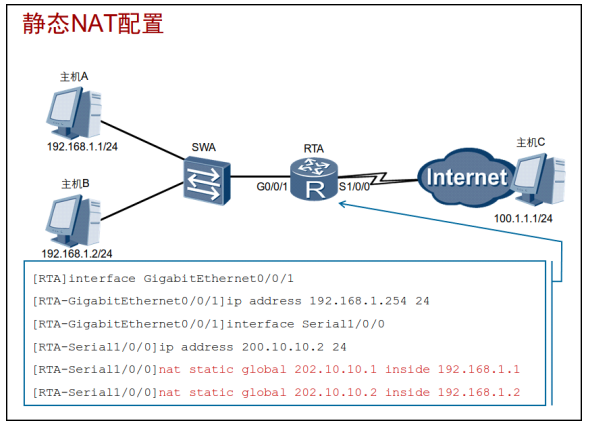 静态NAT配置
主机A
192.168.1.1/24
主机B
192.168.1.2/24
SWA
G0/0/1
RTA
R
S1/0/0
Internet
主机C
100.1.1.1/24
[RTA]interface GigabitEthernet0/0/1
[RTA-GigabitEthernet0/0/1]ip address 192.168.1.254 24
[RTA-GigabitEthernet0/0/1]interface Serial1/0/0
[RTA-Serial1/0/0]ip address 200.10.10.2 24
[RTA-Serial1/0/0]nat static global 202.10.10.1 inside 192.168.1.1
[RTA-Serial1/0/0]nat static global 202.10.10.2 inside 192.168.1.2